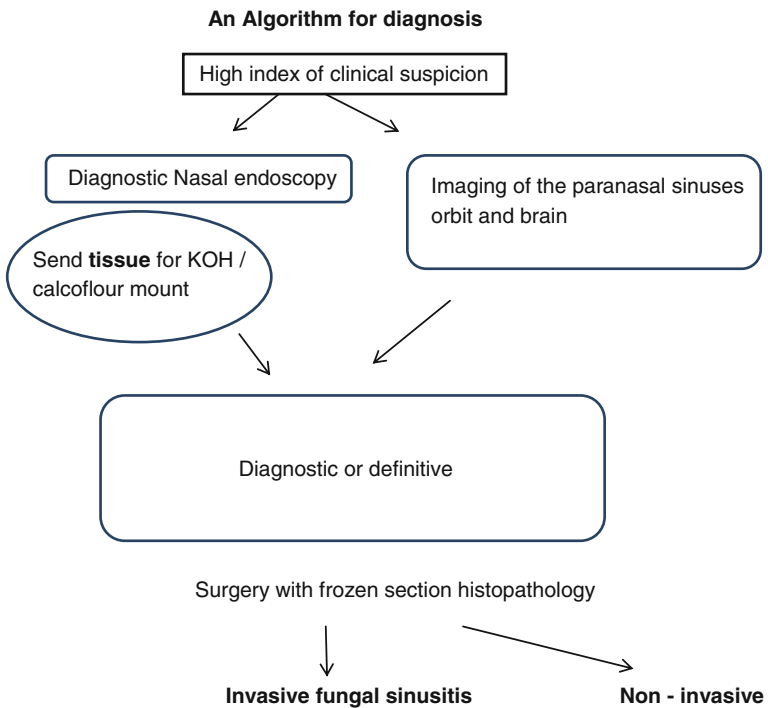 An Algorithm for diagnosis
High index of clinical suspicion
Diagnostic Nasal endoscopy
Imaging of the paranasal sinuses
orbit and brain
Send tissue for KOH /
calcoflour mount
Diagnostic or definitive
Surgery with frozen section histopathology
Invasive fungal sinusitis
Non - invasive